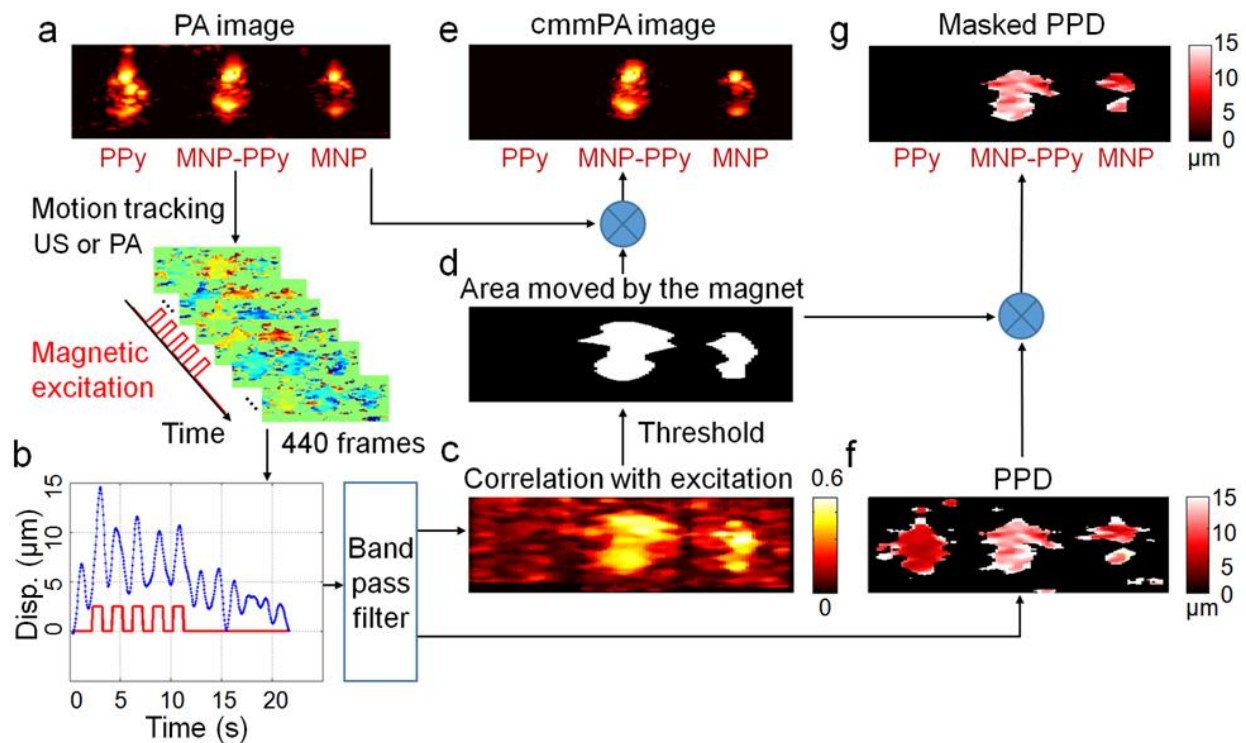 a
PA image
PPy MNP-PPy MNP
e
cmmPA image
PPy MNP-PPy MNP
g
Masked PPD
15
10
5
0
µm
PPy MNP-PPy MNP
Motion tracking
US or PA
Magnetic
excitation
Time
440 frames
d
Area moved by the magnet
Threshold
b
Disp. (µm)
15
10
5
0
0 5 10 15 20
Time (s)
Band
pass
filter
c
Correlation with excitation
0.6
0
f
PPD
15
10
5
0
µm